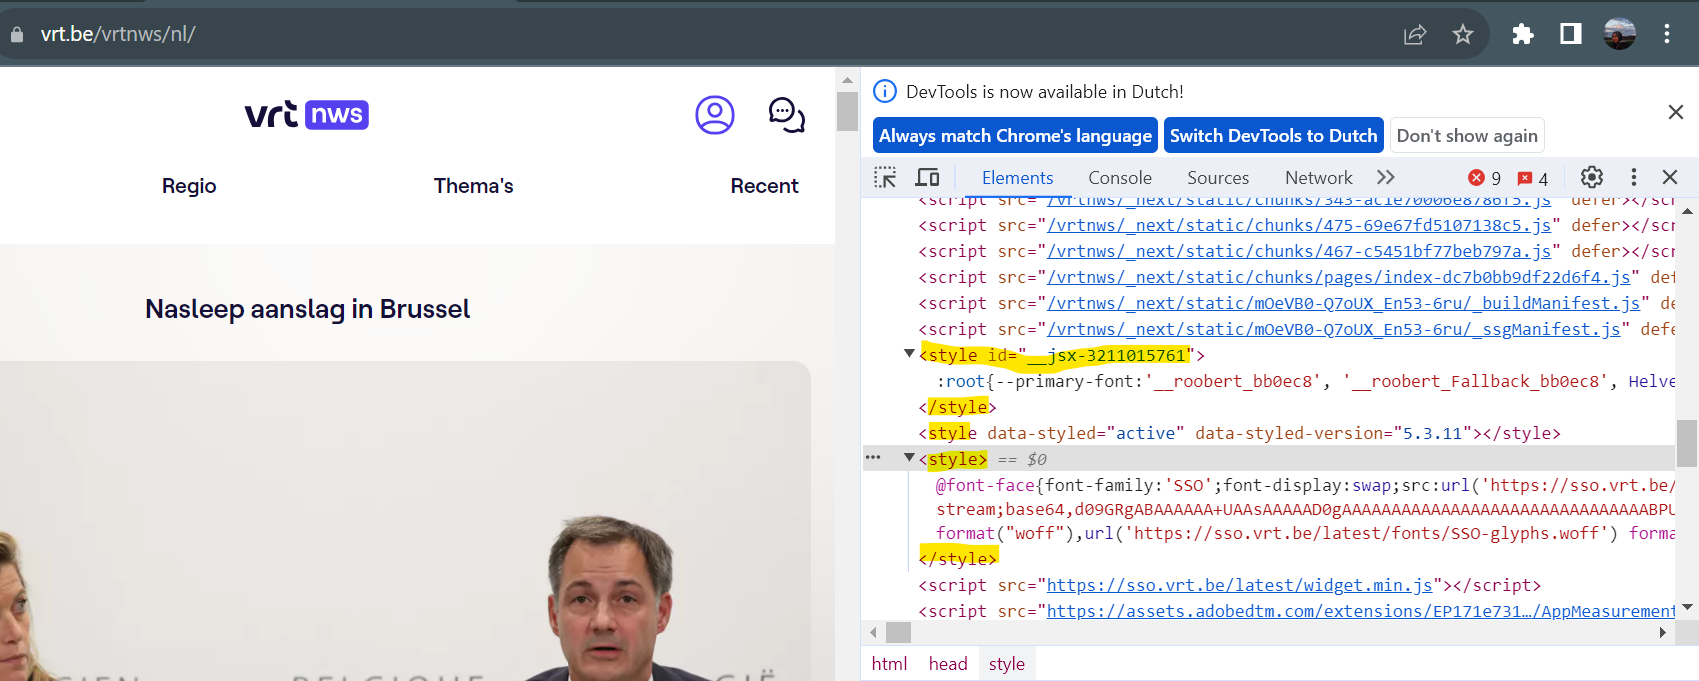 vrt.be/vrtnws/nl/
vrt nws
Regio Thema's Recent
Nasleep aanslag in Brussel
BELGIQUE
DevTools is now available in Dutch!
Always match Chrome's language Switch DevTools to Dutch Don't show again
Elements Console Sources Network 9 4
<script src="/vrtnws/_next/static/chunks/343-ac1e70006e8786f5.js" defer></scr
<script src="/vrtnws/_next/static/chunks/475-69e67fd5107138c5.js" defer></scr
<script src="/vrtnws/_next/static/chunks/467-c5451bf77beb797a.js" defer></scr
<script src="/vrtnws/_next/static/chunks/pages/index-dc7b0bb9df22d6f4.js" def
<script src="/vrtnws/_next/static/mOeVB0-Q7oUX_En53-6ru/_buildManifest.js" de
<script src="/vrtnws/_next/static/mOeVB0-Q7oUX_En53-6ru/_ssgManifest.js" defe
<style id="__jsx-3211015761">
:root{--primary-font:'__roobert_bb0ec8', '__roobert_Fallback_bb0ec8', Helve
</style>
<style data-styled="active" data-styled-version="5.3.11"></style>
<style> == $0
@font-face{font-family:'SSO';font-display:swap;src:url('https://sso.vrt.be/
stream;base64,d09GRgABAAAAAA+UAAsAAAAAD0gAAAAAAAAAAAAAAAAAAAAAAAAAAAAAAAABPU
format("woff"),url('https://sso.vrt.be/latest/fonts/SSO-glyphs.woff') forma
</style>
<script src="https://sso.vrt.be/latest/widget.min.js"></script>
<script src="https://assets.adobedtm.com/extensions/EP171e731…/AppMeasurement
html head style